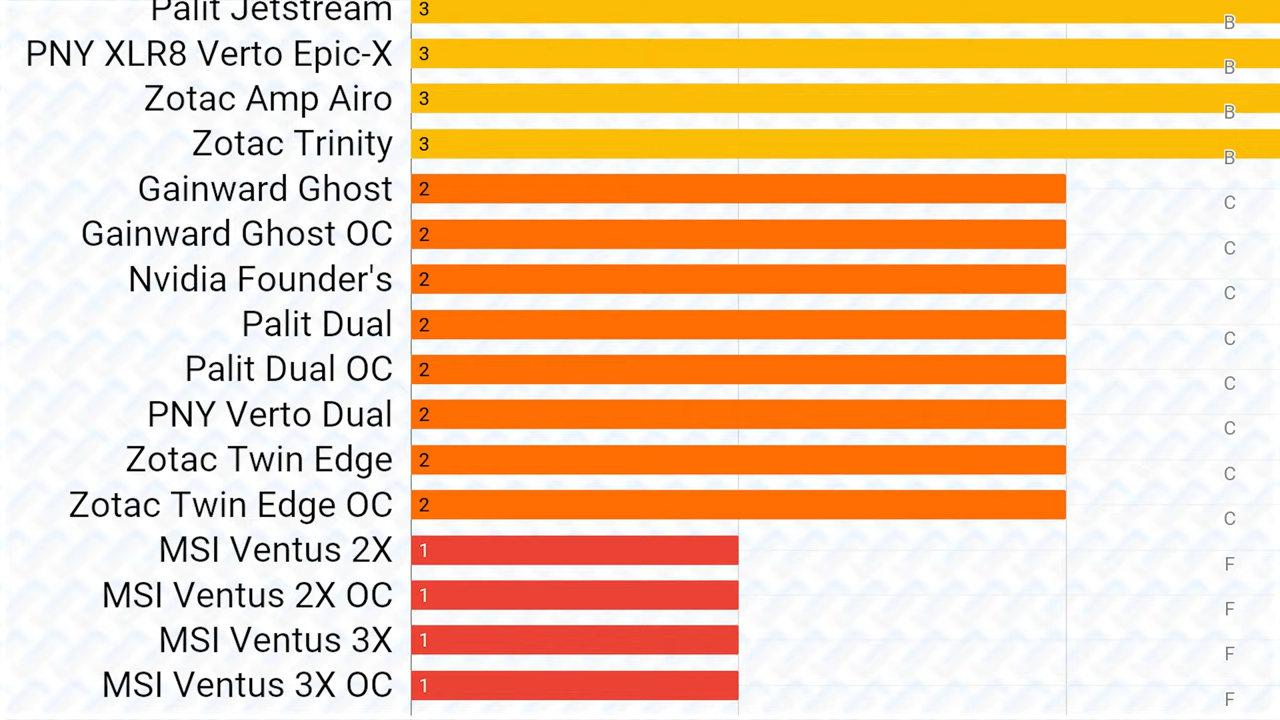 Palit Jetstream 3 B
PNY XLR8 Verto Epic-X 3 B
Zotac Amp Airo 3 B
Zotac Trinity 3 B
Gainward Ghost 2 C
Gainward Ghost OC 2 C
Nvidia Founder's 2 C
Palit Dual 2 C
Palit Dual OC 2 C
PNY Verto Dual 2 C
Zotac Twin Edge 2 C
Zotac Twin Edge OC 2 C
MSI Ventus 2X 1 F
MSI Ventus 2X OC 1 F
MSI Ventus 3X 1 F
MSI Ventus 3X OC 1 F